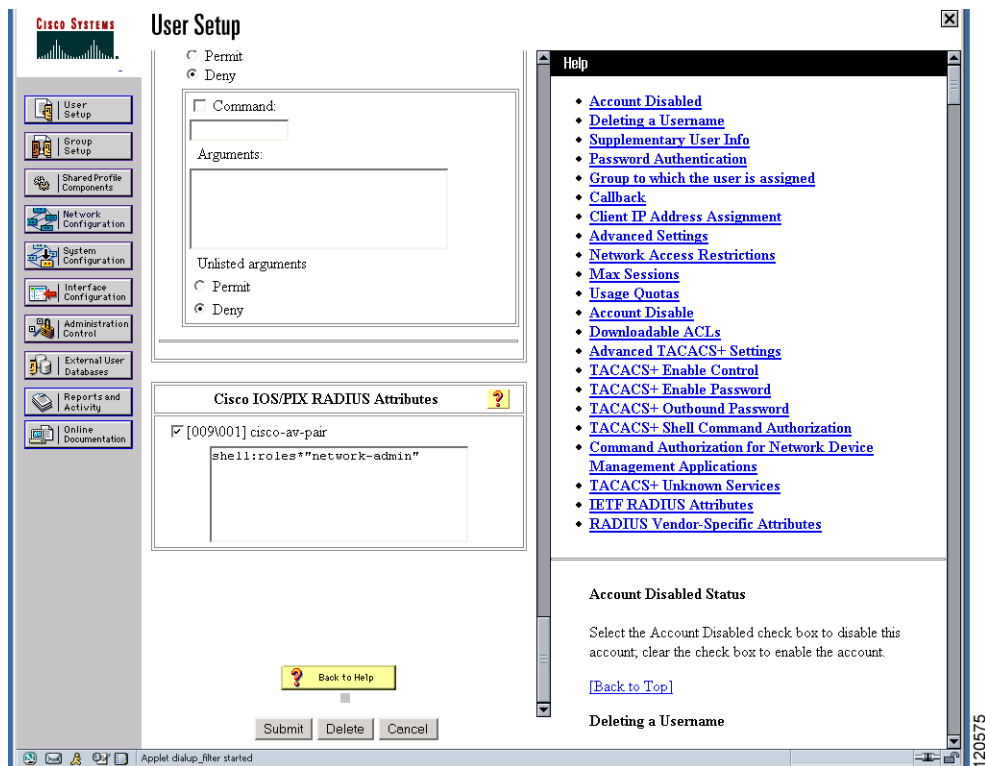 CISCO SYSTEMS
User Setup
User
Setup
Group
Setup
Shared Profile
Components
Network
Configuration
System
Configuration
Interface
Configuration
Administration
Control
External User
Databases
Reports and
Activity
Online
Documentation
Permit
Deny
Command:
Arguments:
Unlisted arguments
Permit
Deny
Cisco IOS/PIX RADIUS Attributes
?
[009\001] cisco-av-pair
shell:roles*"network-admin"
? Back to Help
Submit
Delete
Cancel
Help
Account Disabled
Deleting a Username
Supplementary User Info
Password Authentication
Group to which the user is assigned
Callback
Client IP Address Assignment
Advanced Settings
Network Access Restrictions
Max Sessions
Usage Quotas
Account Disable
Downloadable ACLs
Advanced TACACS+ Settings
TACACS+ Enable Control
TACACS+ Enable Password
TACACS+ Outbound Password
TACACS+ Shell Command Authorization
Command Authorization for Network Device
Management Applications
TACACS+ Unknown Services
IETF RADIUS Attributes
RADIUS Vendor-Specific Attributes
Account Disabled Status
Select the Account Disabled check box to disable this
account; clear the check box to enable the account.
[Back to Top]
Deleting a Username
Applet dialup_filter started
120575